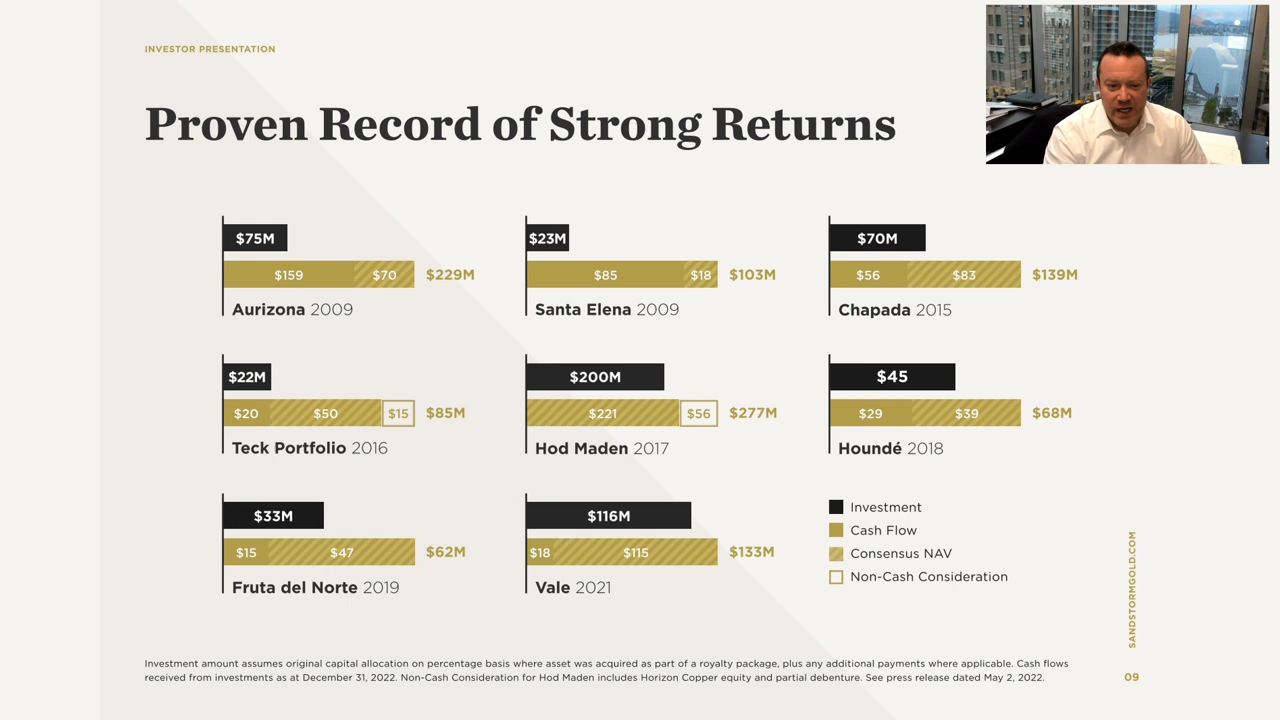 INVESTOR PRESENTATION
Proven Record of Strong Returns
$75M
$159 $70 $229M
Aurizona 2009
$23M
$85 $18 $103M
Santa Elena 2009
$70M
$56 $83 $139M
Chapada 2015
$22M
$20 $50 $15 $85M
Teck Portfolio 2016
$200M
$221 $56 $277M
Hod Maden 2017
$45
$29 $39 $68M
Houndé 2018
$33M
$15 $47 $62M
Fruta del Norte 2019
$116M
$18 $115 $133M
Vale 2021
Investment
Cash Flow
Consensus NAV
Non-Cash Consideration
SANDSTORMGOLD.COM
Investment amount assumes original capital allocation on percentage basis where asset was acquired as part of a royalty package, plus any additional payments where applicable. Cash flows
received from investments as at December 31, 2022. Non-Cash Consideration for Hod Maden includes Horizon Copper equity and partial debenture. See press release dated May 2, 2022.
09